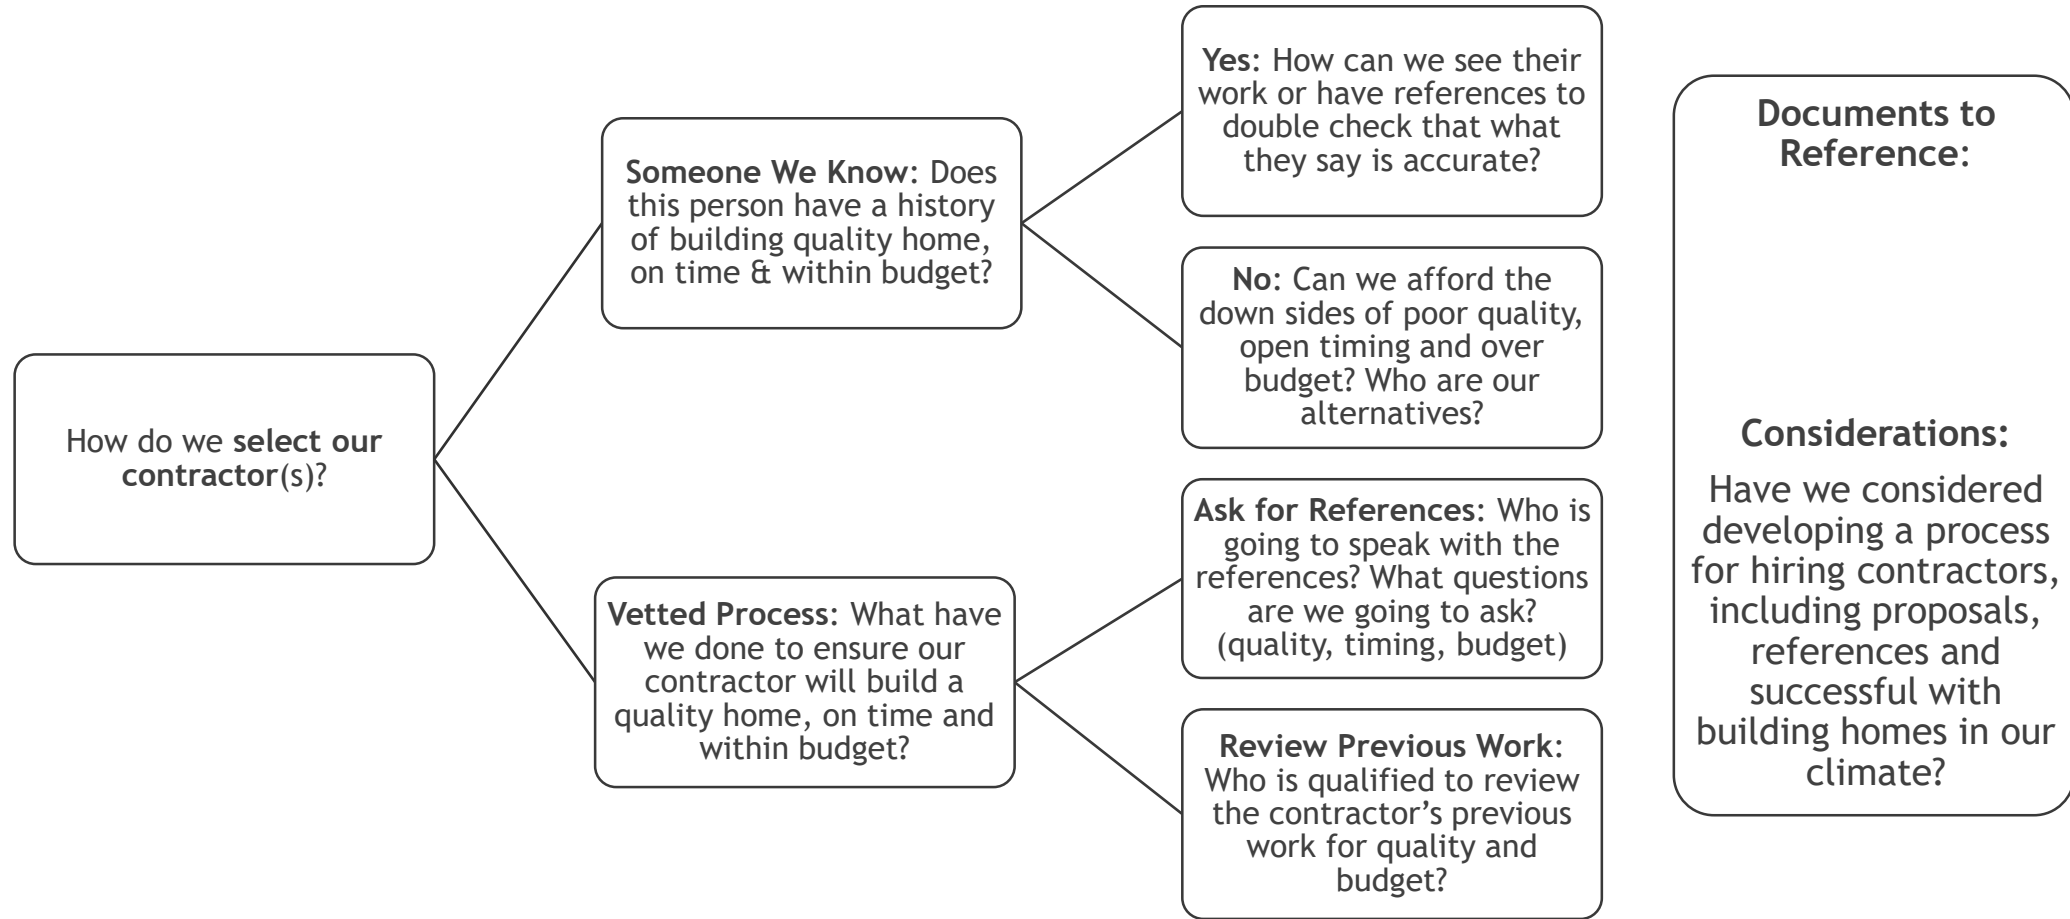 How do we select our
contractor(s)?
Someone We Know: Does
this person have a history
of building quality home,
on time & within budget?
Yes: How can we see their
work or have references to
double check that what
they say is accurate?
No: Can we afford the
down sides of poor quality,
open timing and over
budget? Who are our
alternatives?
Vetted Process: What have
we done to ensure our
contractor will build a
quality home, on time and
within budget?
Ask for References: Who is
going to speak with the
references? What questions
are we going to ask?
(quality, timing, budget)
Review Previous Work:
Who is qualified to review
the contractor’s previous
work for quality and
budget?
Documents to
Reference:
Considerations:
Have we considered
developing a process
for hiring contractors,
including proposals,
references and
successful with
building homes in our
climate?